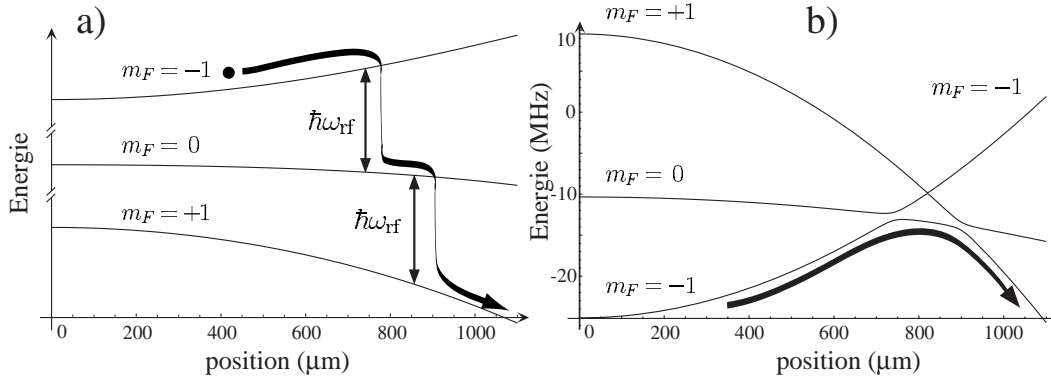 a)
m_F = −1
ħω_rf
m_F = 0
ħω_rf
m_F = +1
Energie
0 200 400 600 800 1000
position (µm)
b)
m_F = +1
m_F = −1
m_F = 0
m_F = −1
Energie (MHz)
10
0
-10
-20
0 200 400 600 800 1000
position (µm)